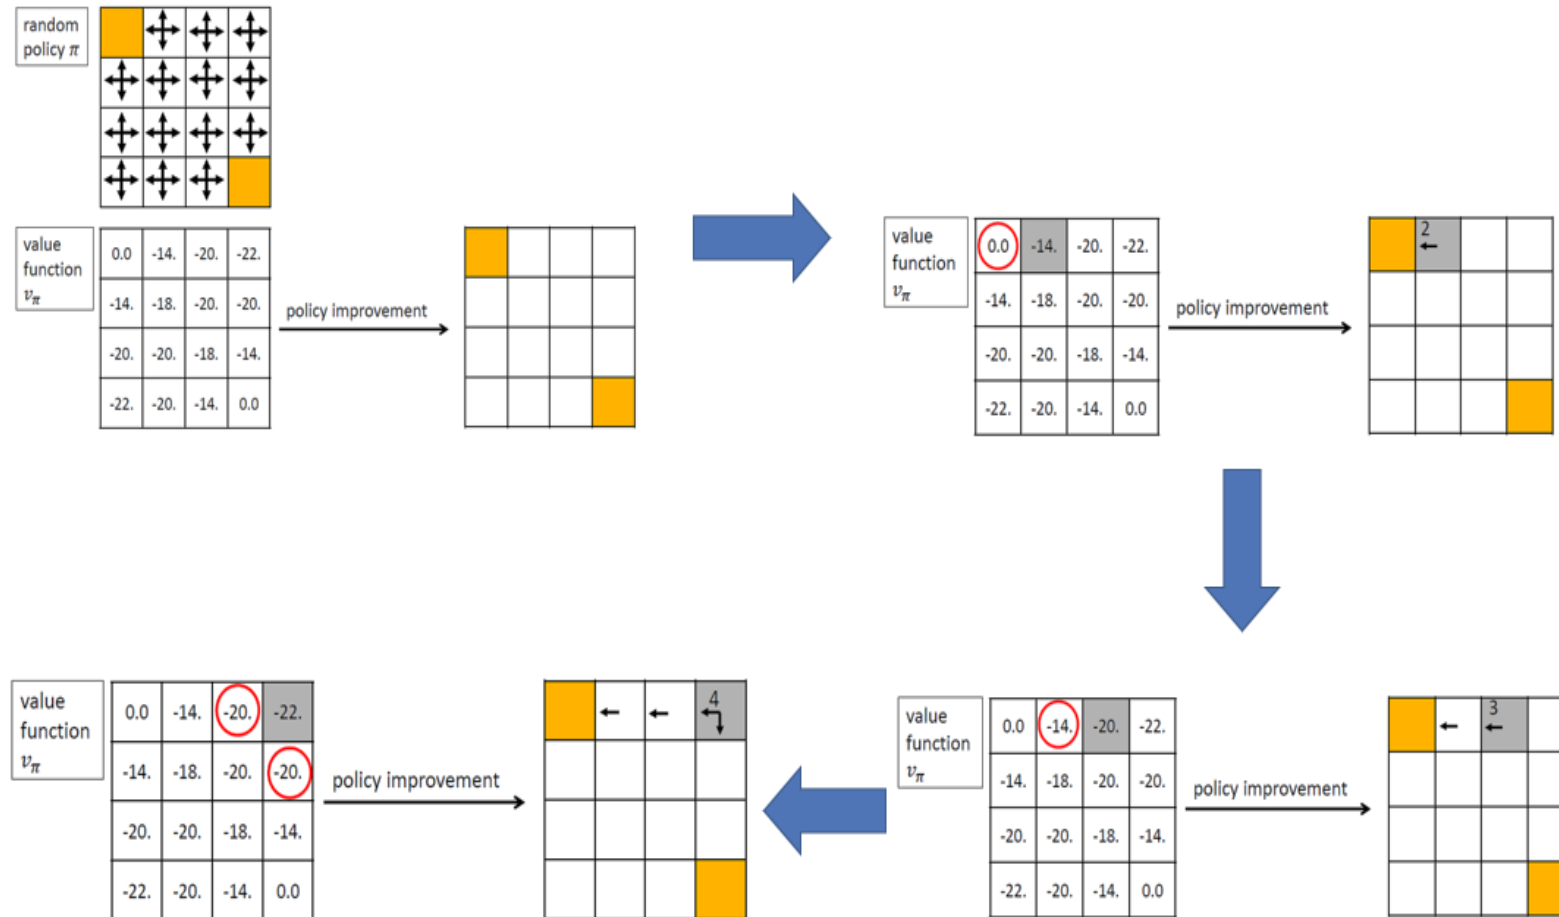 random
policy π
value
function
vπ
0.0 -14. -20. -22.
-14. -18. -20. -20.
-20. -20. -18. -14.
-22. -20. -14. 0.0
policy improvement
value
function
vπ
0.0 -14. -20. -22.
-14. -18. -20. -20.
-20. -20. -18. -14.
-22. -20. -14. 0.0
policy improvement
2
value
function
vπ
0.0 -14. -20. -22.
-14. -18. -20. -20.
-20. -20. -18. -14.
-22. -20. -14. 0.0
policy improvement
4
value
function
vπ
0.0 -14. -20. -22.
-14. -18. -20. -20.
-20. -20. -18. -14.
-22. -20. -14. 0.0
policy improvement
3